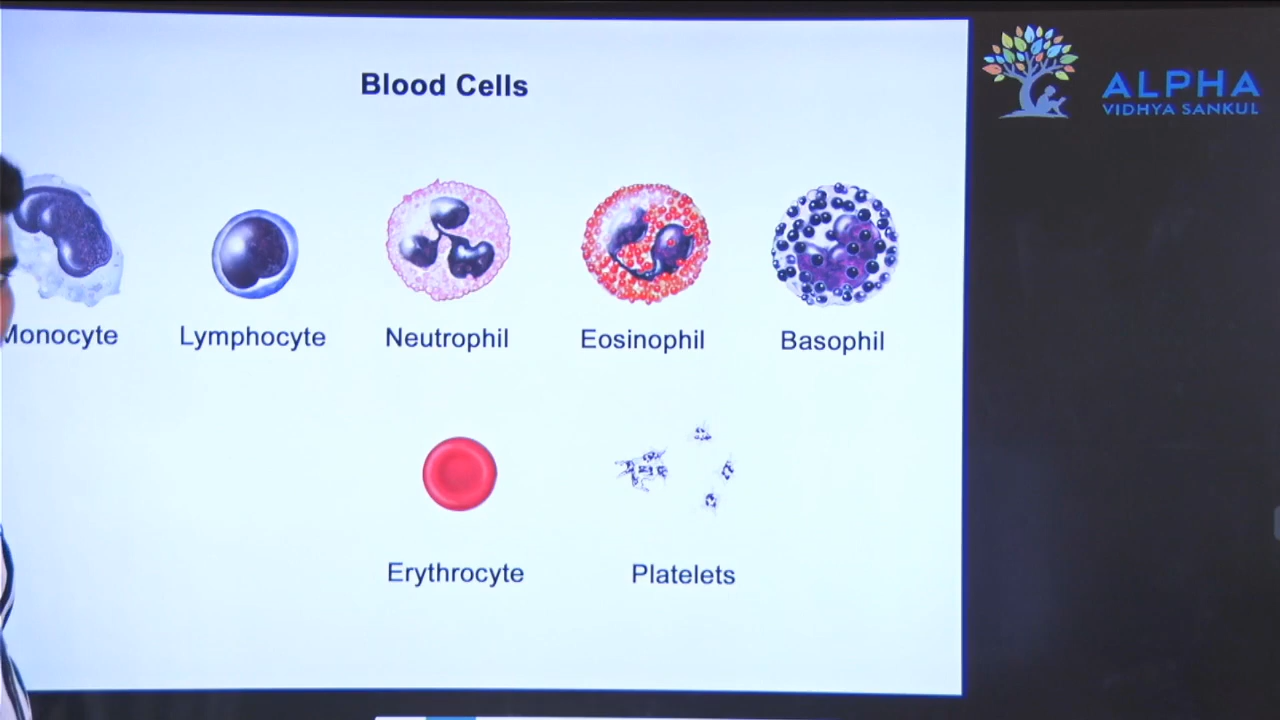 Blood Cells
ALPHA
VIDHYA SANKUL
Monocyte
Lymphocyte
Neutrophil
Eosinophil
Basophil
Erythrocyte
Platelets